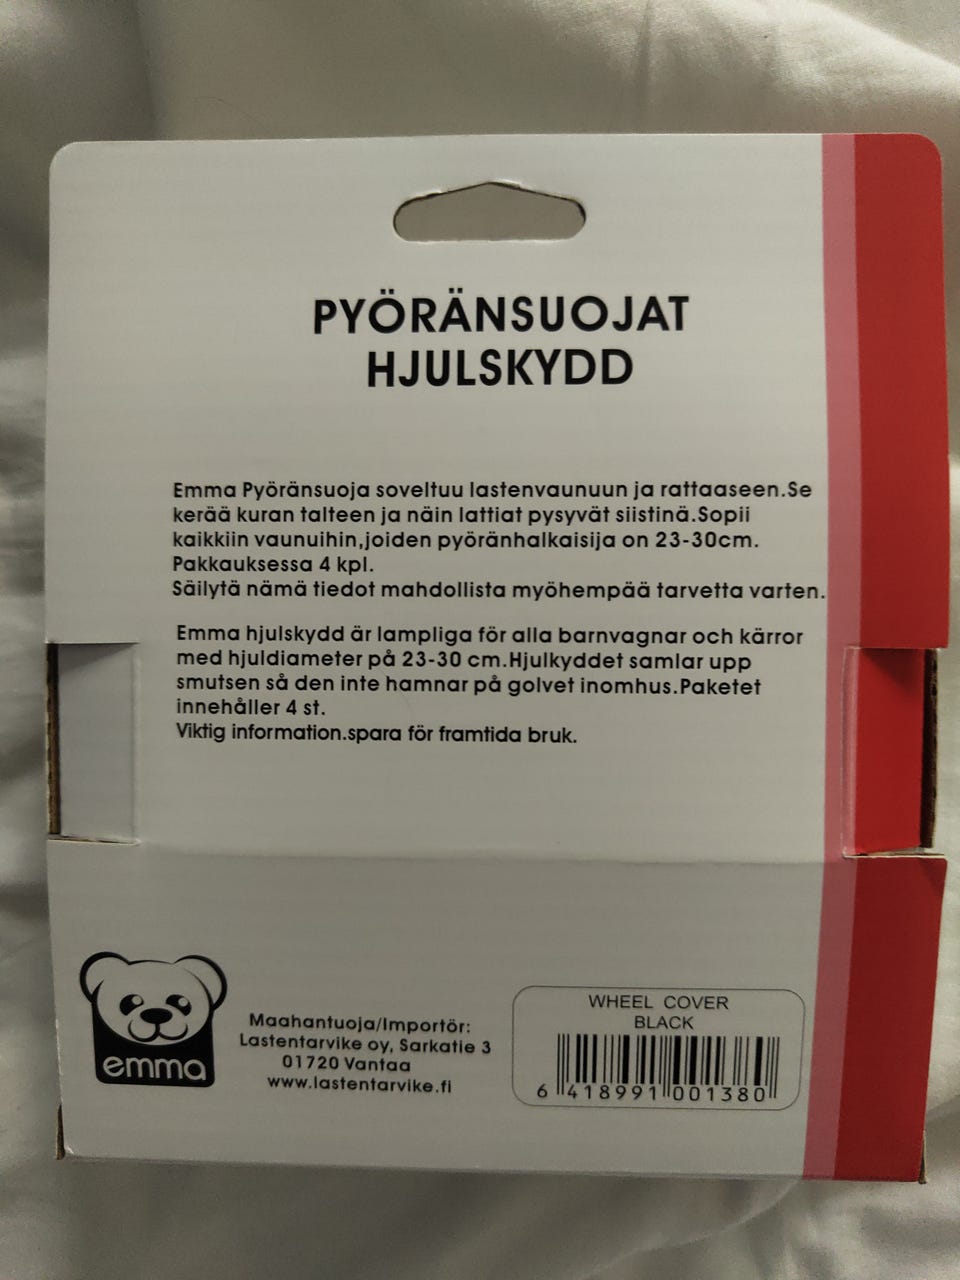 PYÖRÄNSUOJAT
HJULSKYDD
Emma Pyöränsuoja soveltuu lastenvaunuun ja rattaaseen.Se
kerää kuran talteen ja näin lattiat pysyvät siistinä.Sopii
kaikkiin vaunuihin,joiden pyöränhalkaisija on 23-30cm.
Pakkauksessa 4 kpl.
Säilytä nämä tiedot mahdollista myöhempää tarvetta varten.
Emma hjulskydd är lampliga för alla barnvagnar och kärror
med hjuldiameter på 23-30 cm.Hjulkyddet samlar upp
smutsen så den inte hamnar på golvet inomhus.Paketet
innehåller 4 st.
Viktig information.spara för framtida bruk.
emma
Maahantuoja/Importör:
Lastentarvike oy, Sarkatie 3
01720 Vantaa
www.lastentarvike.fi
WHEEL COVER
BLACK
6 418991 001380